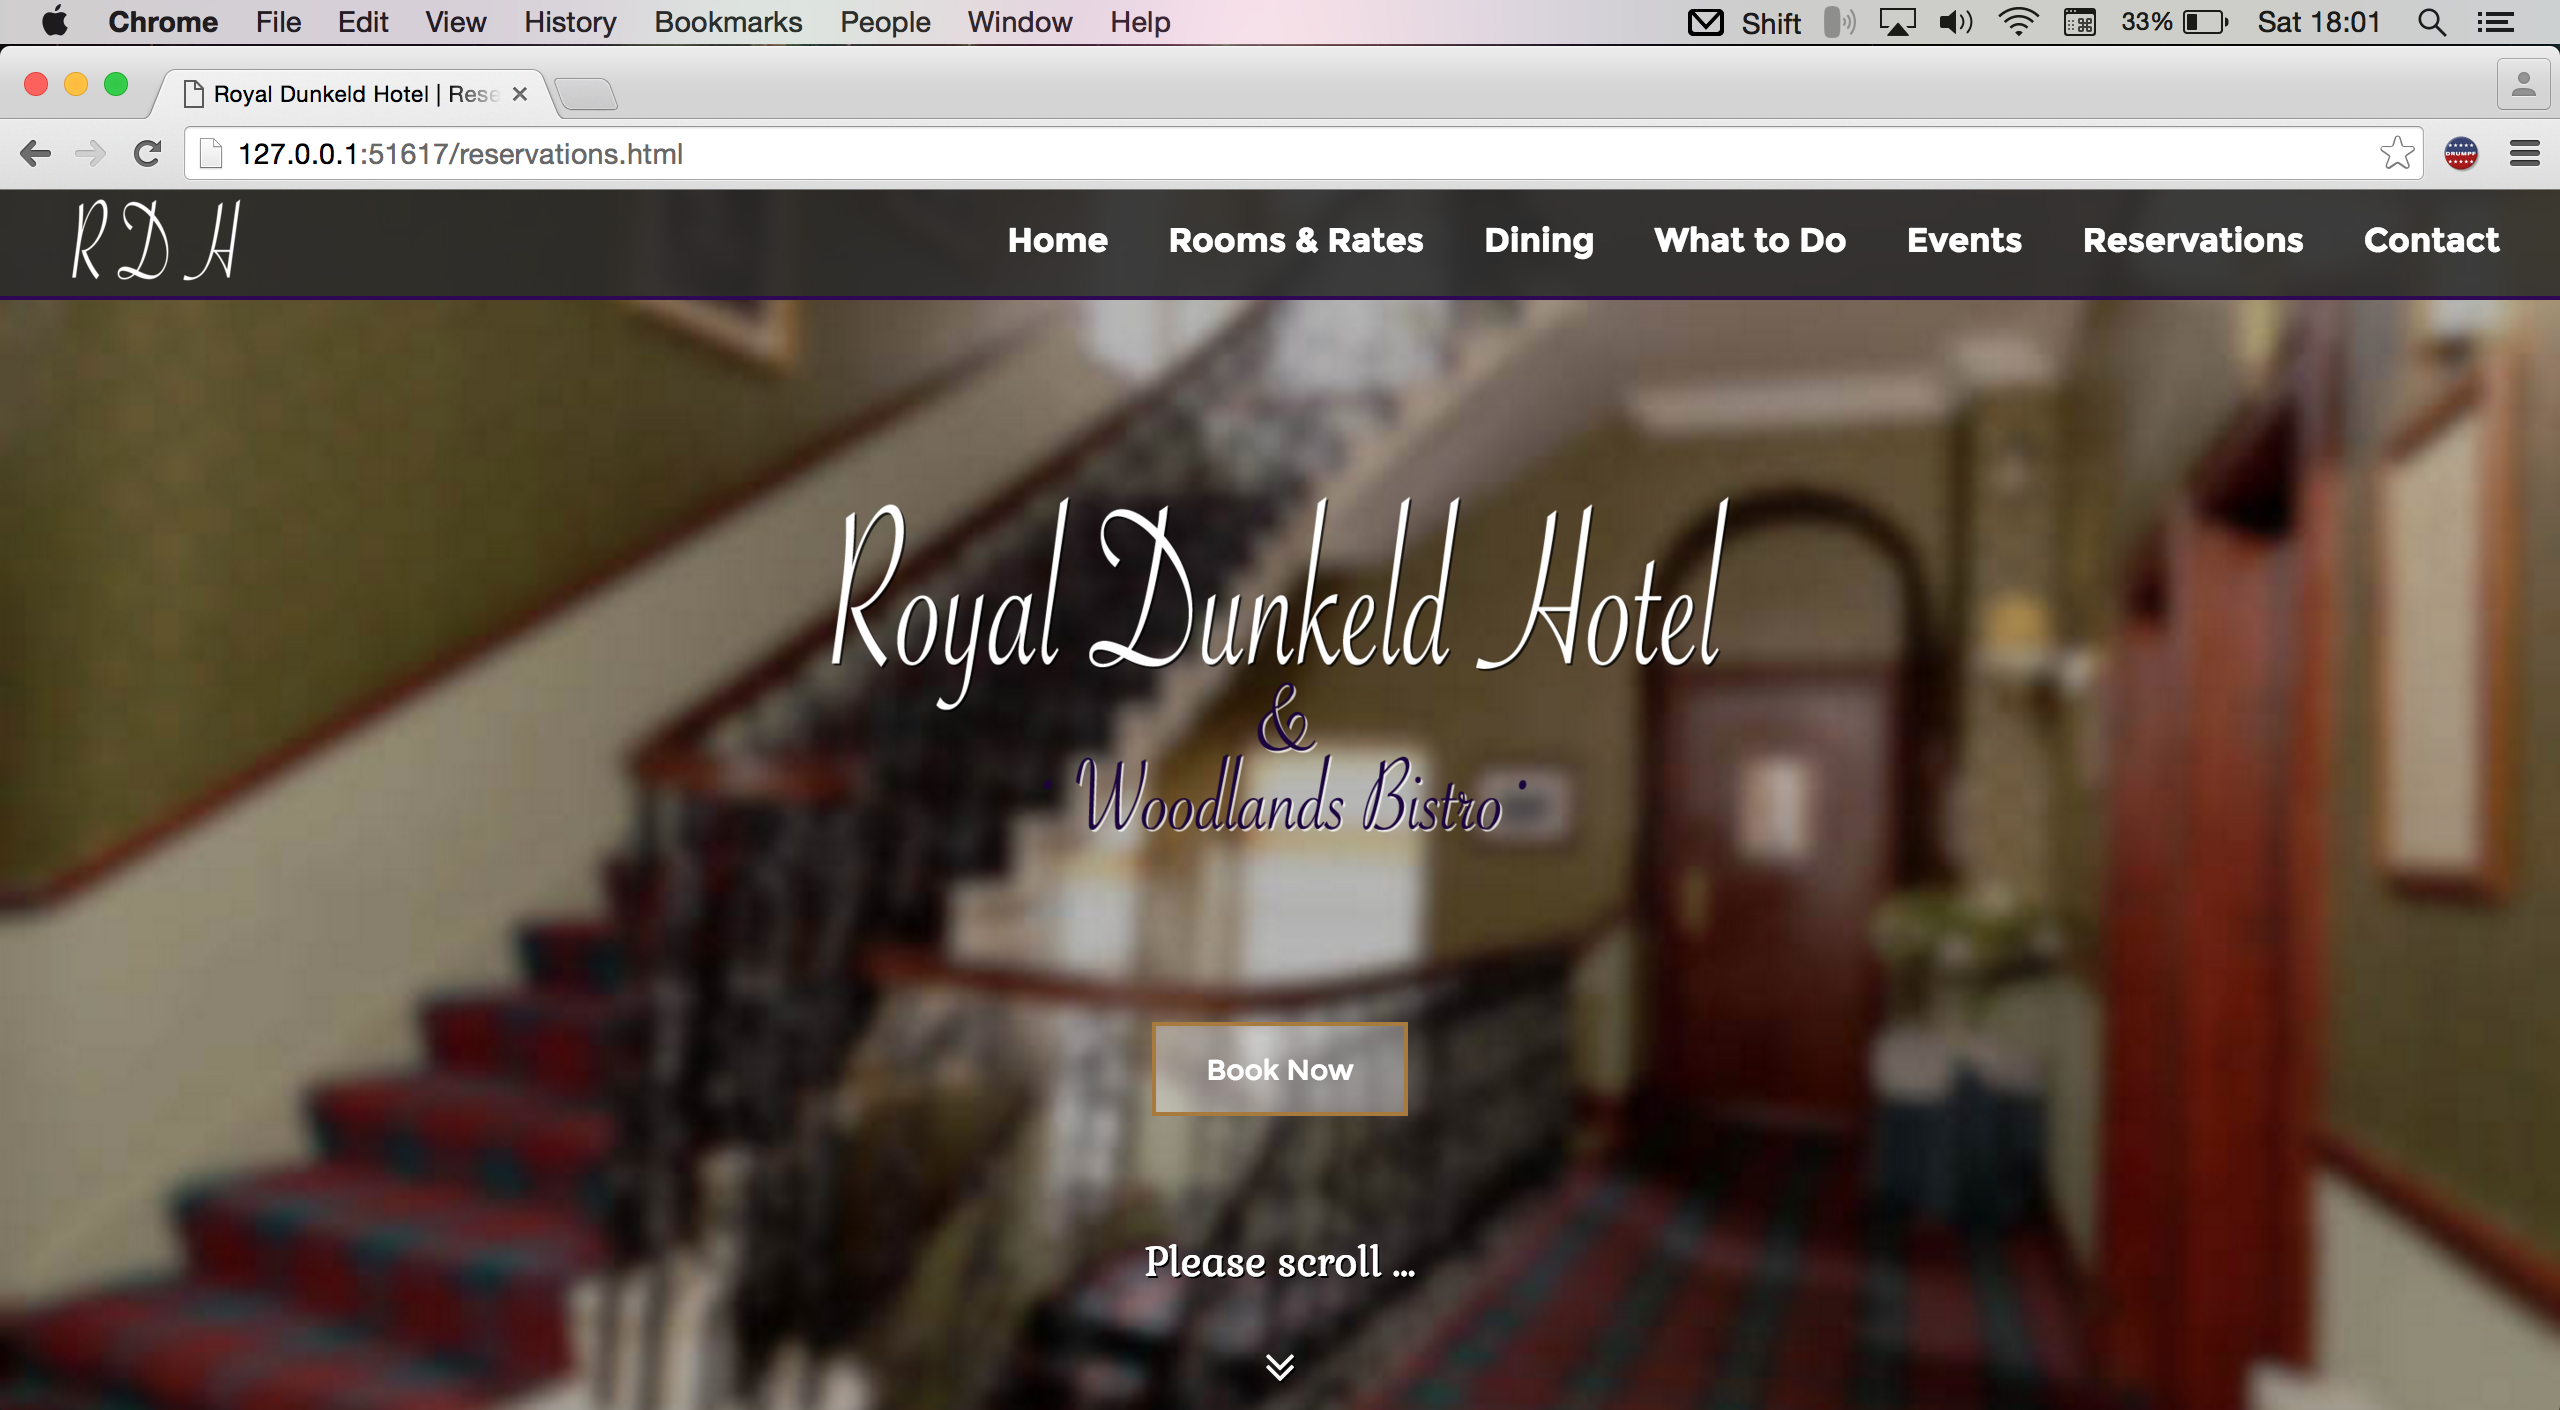 Chrome File Edit View History Bookmarks People Window Help Shift 33% Sat 18:01
Royal Dunkeld Hotel | Rese
127.0.0.1:51617/reservations.html
DRUMPF
R D H Home Rooms & Rates Dining What to Do Events Reservations Contact
Royal Dunkeld Hotel
&
' Woodlands Bistro '
Book Now
Please scroll ...